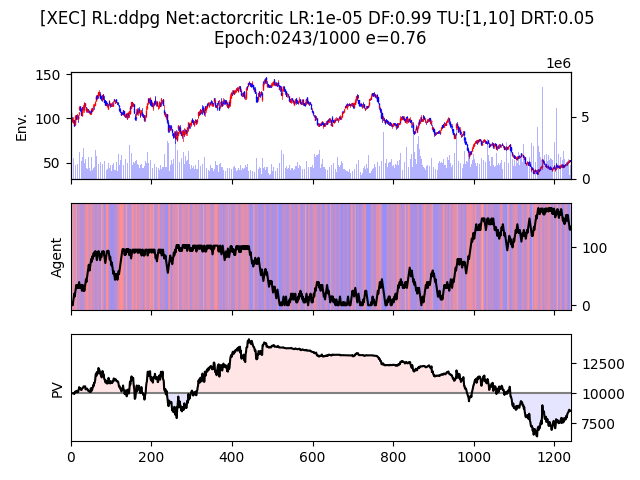 [XEC] RL:ddpg Net:actorcritic LR:1e-05 DF:0.99 TU:[1,10] DRT:0.05
Epoch:0243/1000 e=0.76
1e6
150
100
50
Env.
5
0
Agent
100
0
PV
12500
10000
7500
0 200 400 600 800 1000 1200